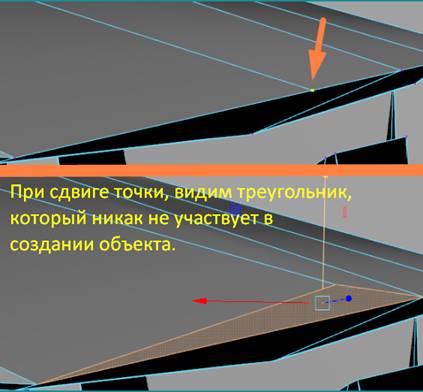 При сдвиге точки, видим треугольник,
который никак не участвует в
создании объекта.